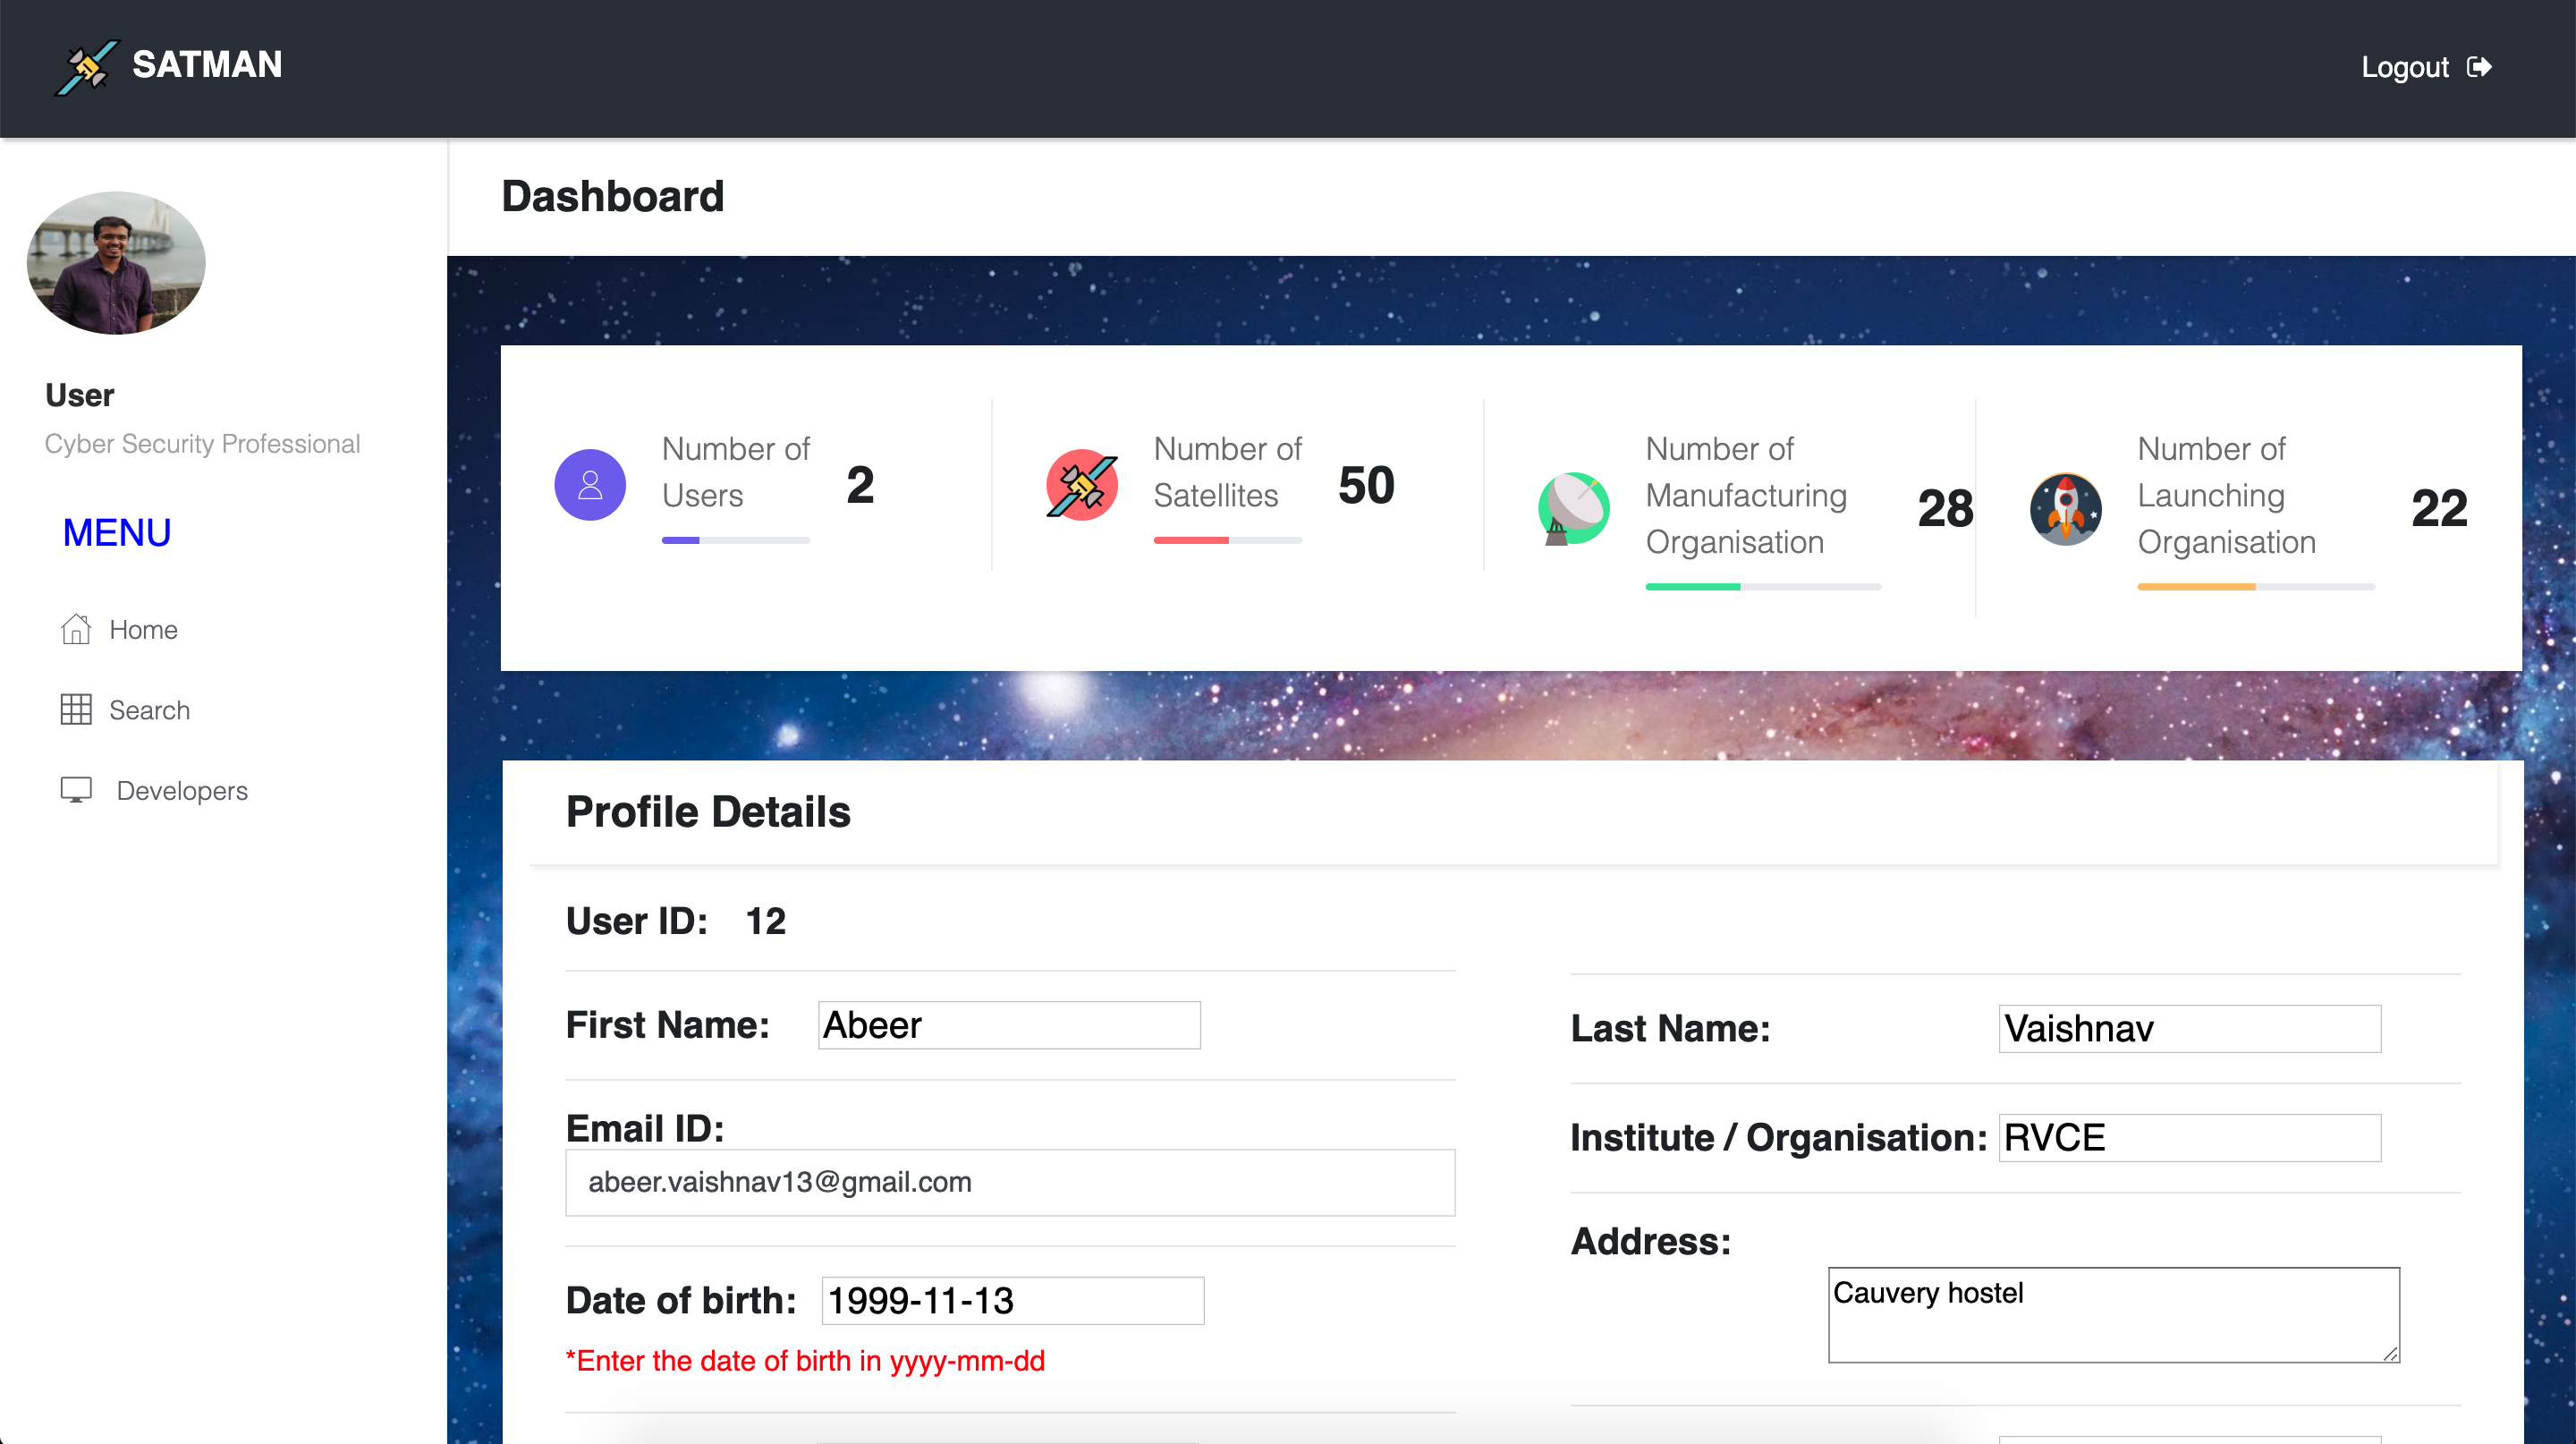 SATMAN
Logout
Dashboard
User
Cyber Security Professional
MENU
Home
Search
Developers
Number of
Users
2
Number of
Satellites
50
Number of
Manufacturing
Organisation
28
Number of
Launching
Organisation
22
Profile Details
User ID: 12
First Name: Abeer
Last Name: Vaishnav
Email ID:
abeer.vaishnav13@gmail.com
Institute / Organisation: RVCE
Address:
Cauvery hostel
Date of birth: 1999-11-13
*Enter the date of birth in yyyy-mm-dd